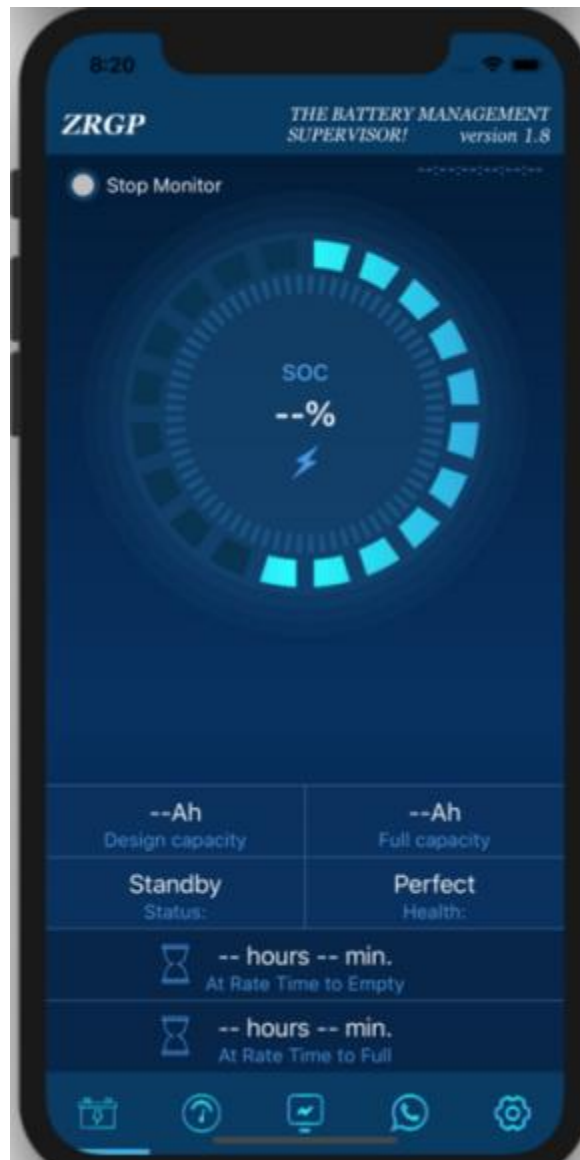 8:20
ZRGP
THE BATTERY MANAGEMENT
SUPERVISOR! version 1.8
--:--:--:--:--:--
Stop Monitor
SOC
--%
--Ah
Design capacity
--Ah
Full capacity
Standby
Status:
Perfect
Health:
-- hours -- min.
At Rate Time to Empty
-- hours -- min.
At Rate Time to Full